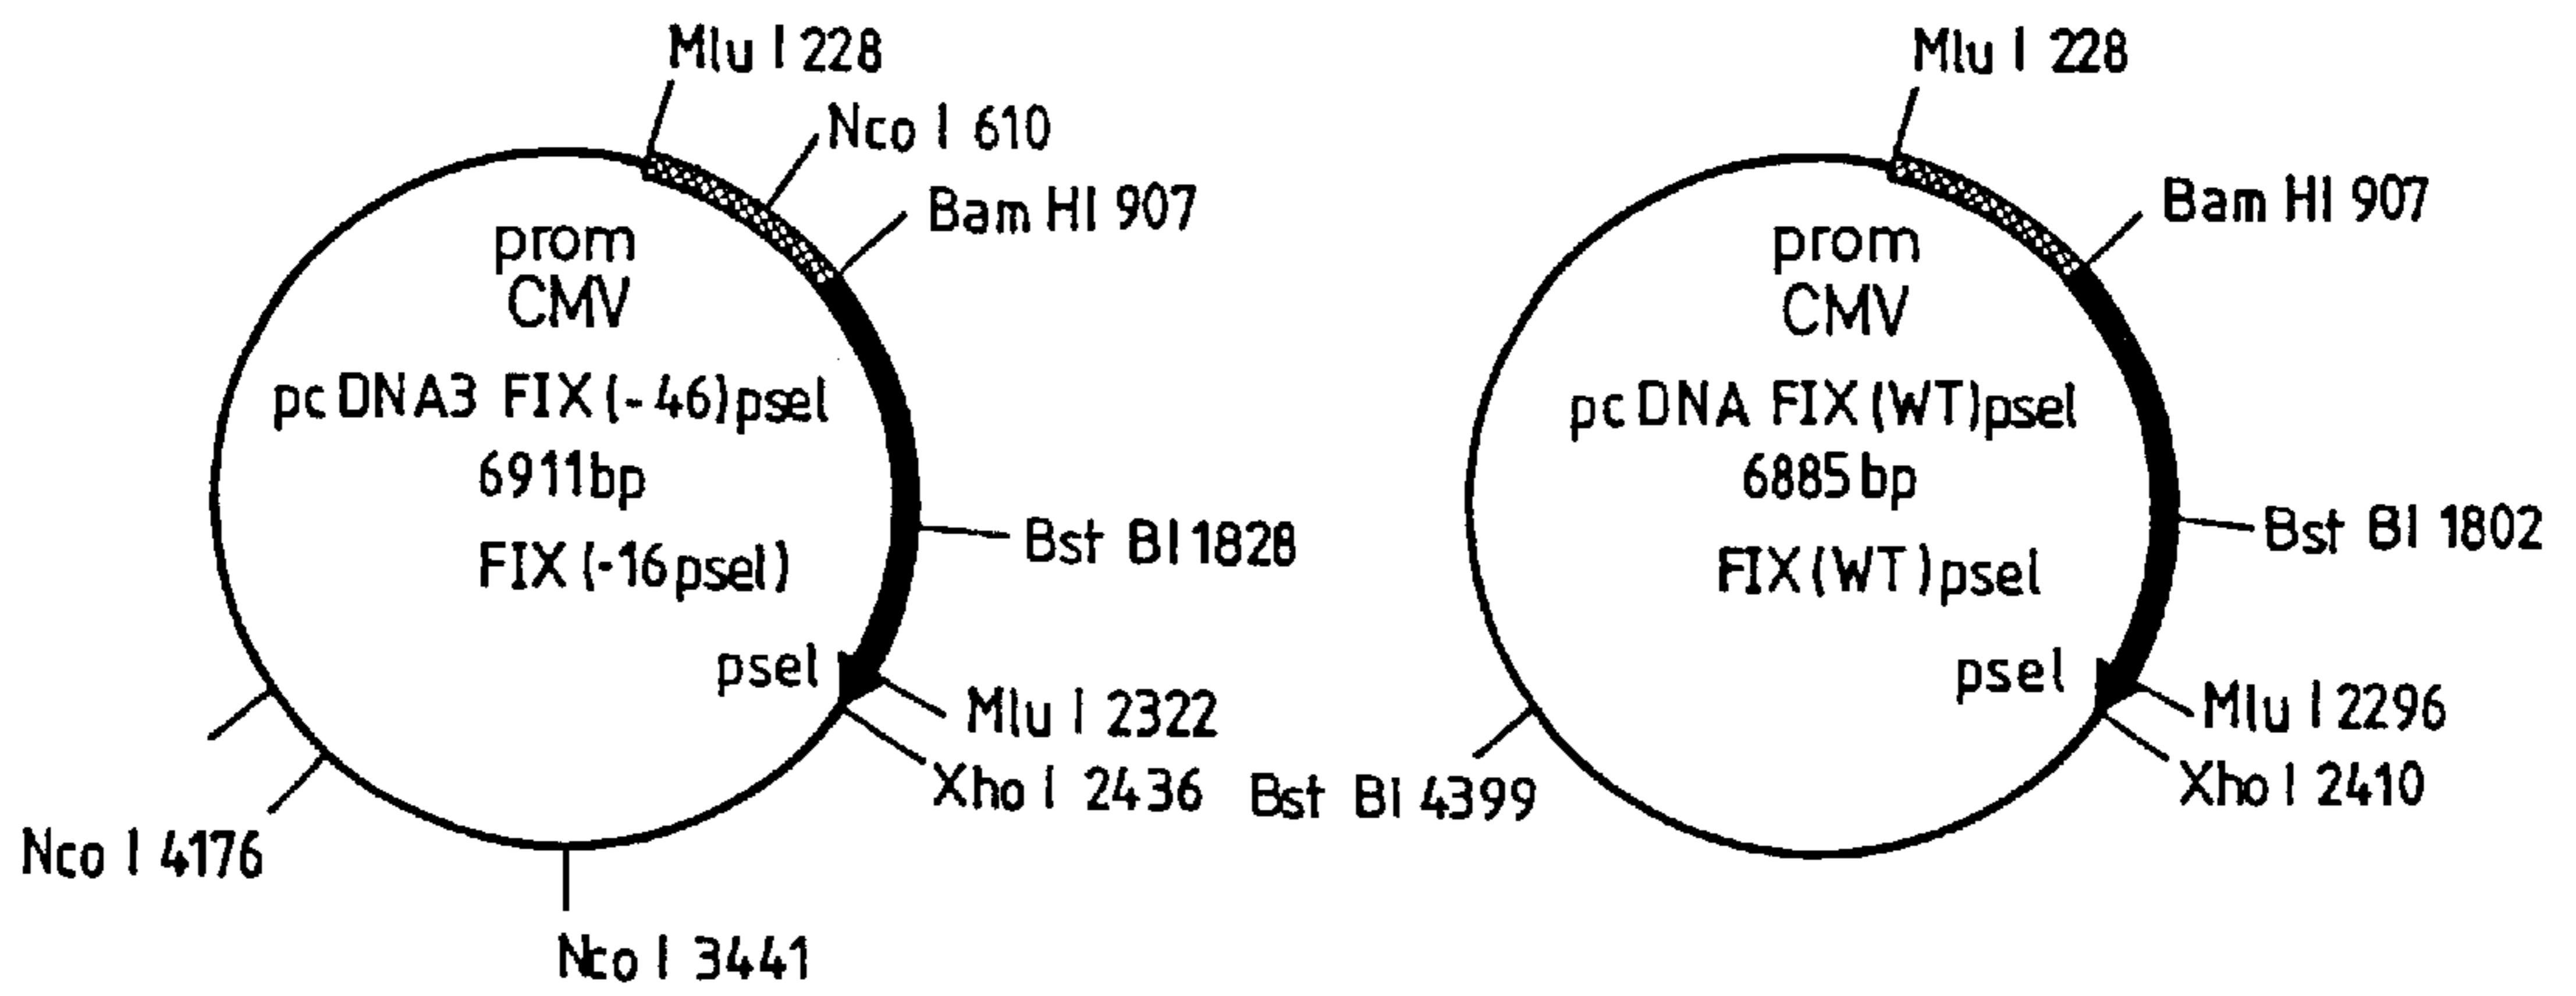 Mlu I 228
Nco I 610
Bam HI 907
prom
CMV
pcDNA3 FIX(-46)psel
6911bp
FIX(-16psel)
Bst BI 1828
psel
Mlu I 2322
Xho I 2436
Nco I 4176
Nco I 3441
Mlu I 228
Bam HI 907
prom
CMV
pcDNA FIX(WT)psel
6885bp
FIX(WT)psel
Bst BI 1802
psel
Mlu I 2296
Xho I 2410
Bst BI 4399